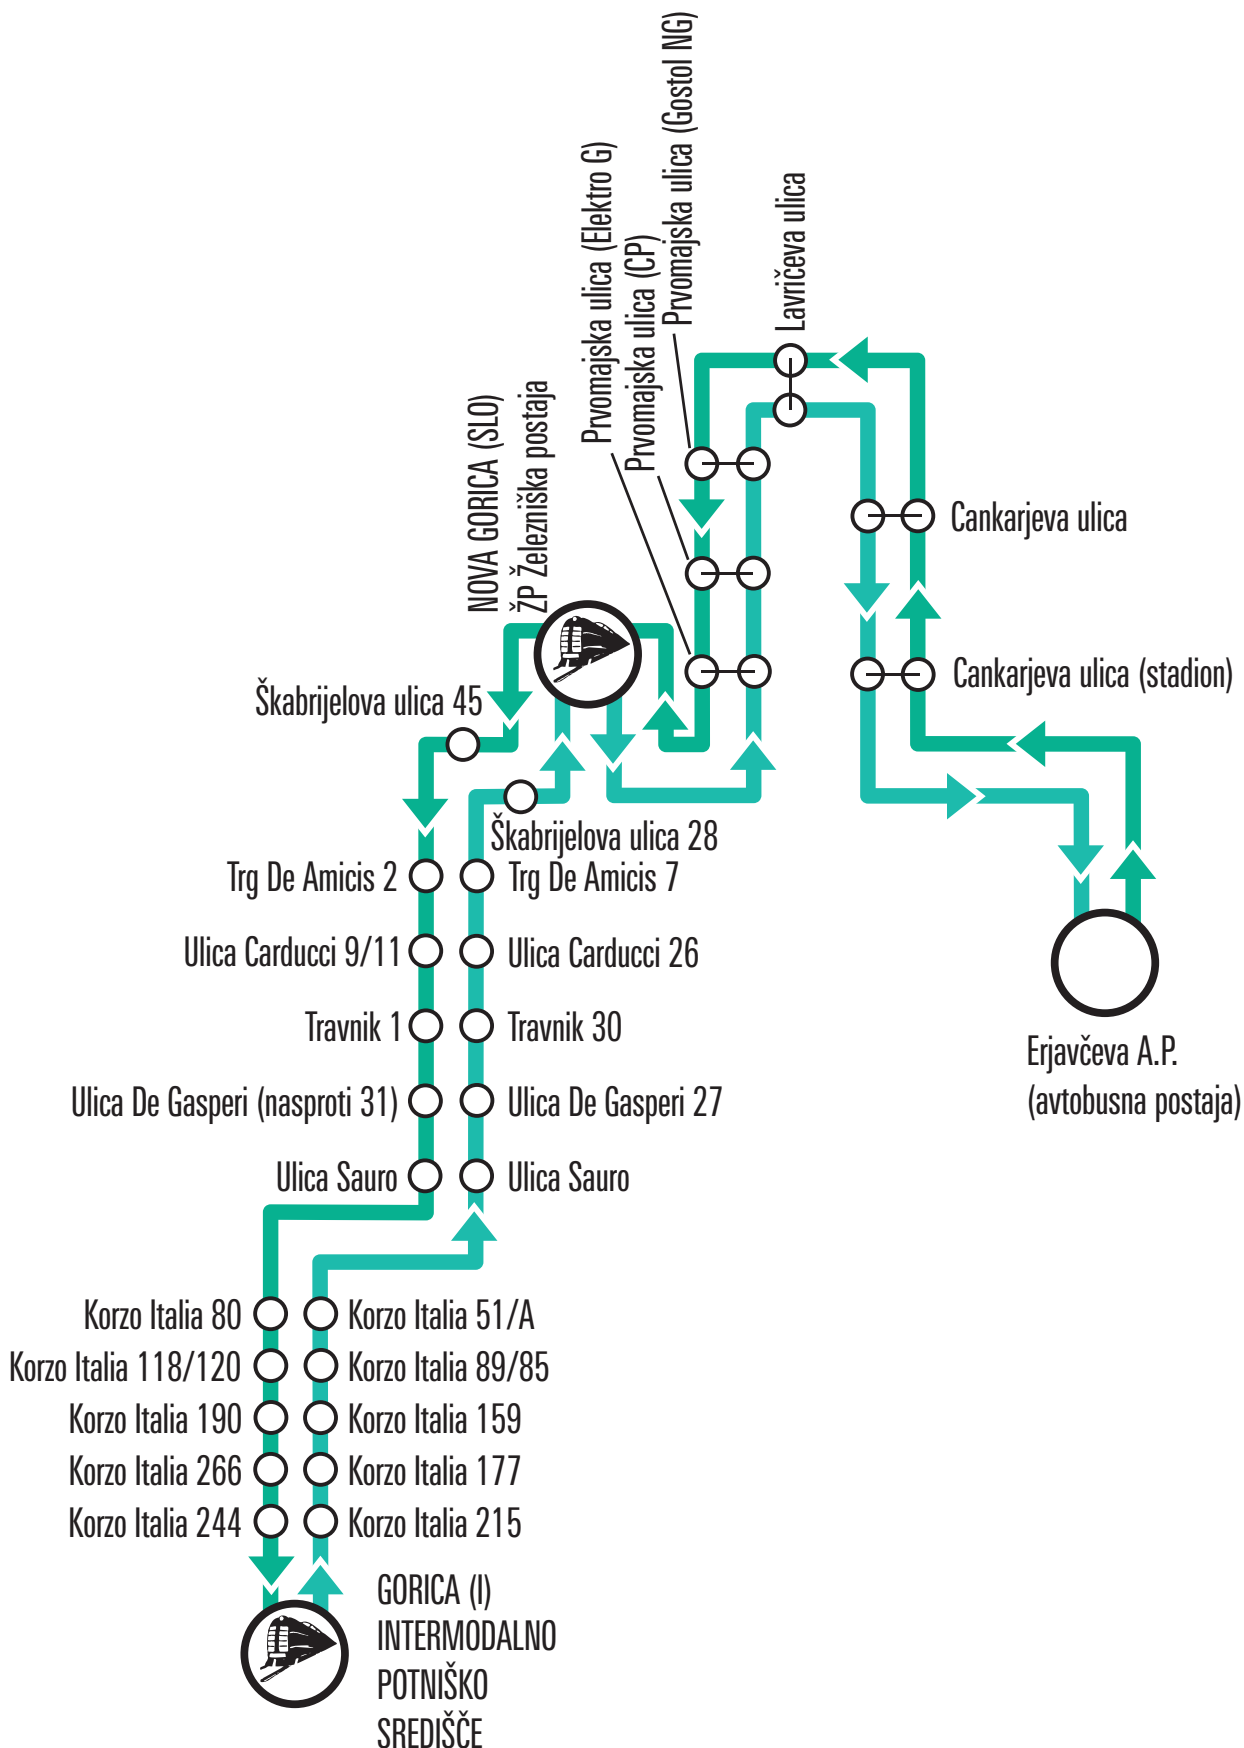 Prvomajska ulica (Gostol NG)
Prvomajska ulica (Elektro G)
Prvomajska ulica (CP)
Lavričeva ulica
NOVA GORICA (SLO)
ŽP Železniška postaja
Cankarjeva ulica
Cankarjeva ulica (stadion)
Škabrijelova ulica 45
Škabrijelova ulica 28
Trg De Amicis 2
Trg De Amicis 7
Ulica Carducci 9/11
Ulica Carducci 26
Travnik 1
Travnik 30
Erjavčeva A.P.
(avtobusna postaja)
Ulica De Gasperi (nasproti 31)
Ulica De Gasperi 27
Ulica Sauro
Ulica Sauro
Korzo Italia 80
Korzo Italia 51/A
Korzo Italia 118/120
Korzo Italia 89/85
Korzo Italia 190
Korzo Italia 159
Korzo Italia 266
Korzo Italia 177
Korzo Italia 244
Korzo Italia 215
GORICA (I)
INTERMODALNO
POTNIŠKO
SREDIŠČE